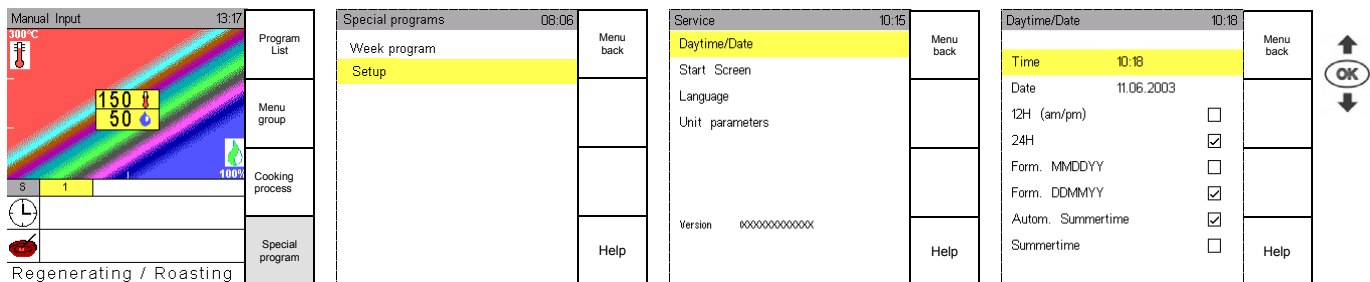 Manual Input 13:17
300°C
150
50
100%
S 1
Regenerating / Roasting
Program
List
Menu
group
Cooking
process
Special
program
Special programs 08:06
Week program
Setup
Menu
back
Help
Service 10:15
Daytime/Date
Start Screen
Language
Unit parameters
Version XXXXXXXXXXXX
Menu
back
Help
Daytime/Date 10:18
Time 10:18
Date 11.06.2003
12H (am/pm)
24H
Form. MMDDYY
Form. DDMMYY
Autom. Summertime
Summertime
Menu
back
Help
OK